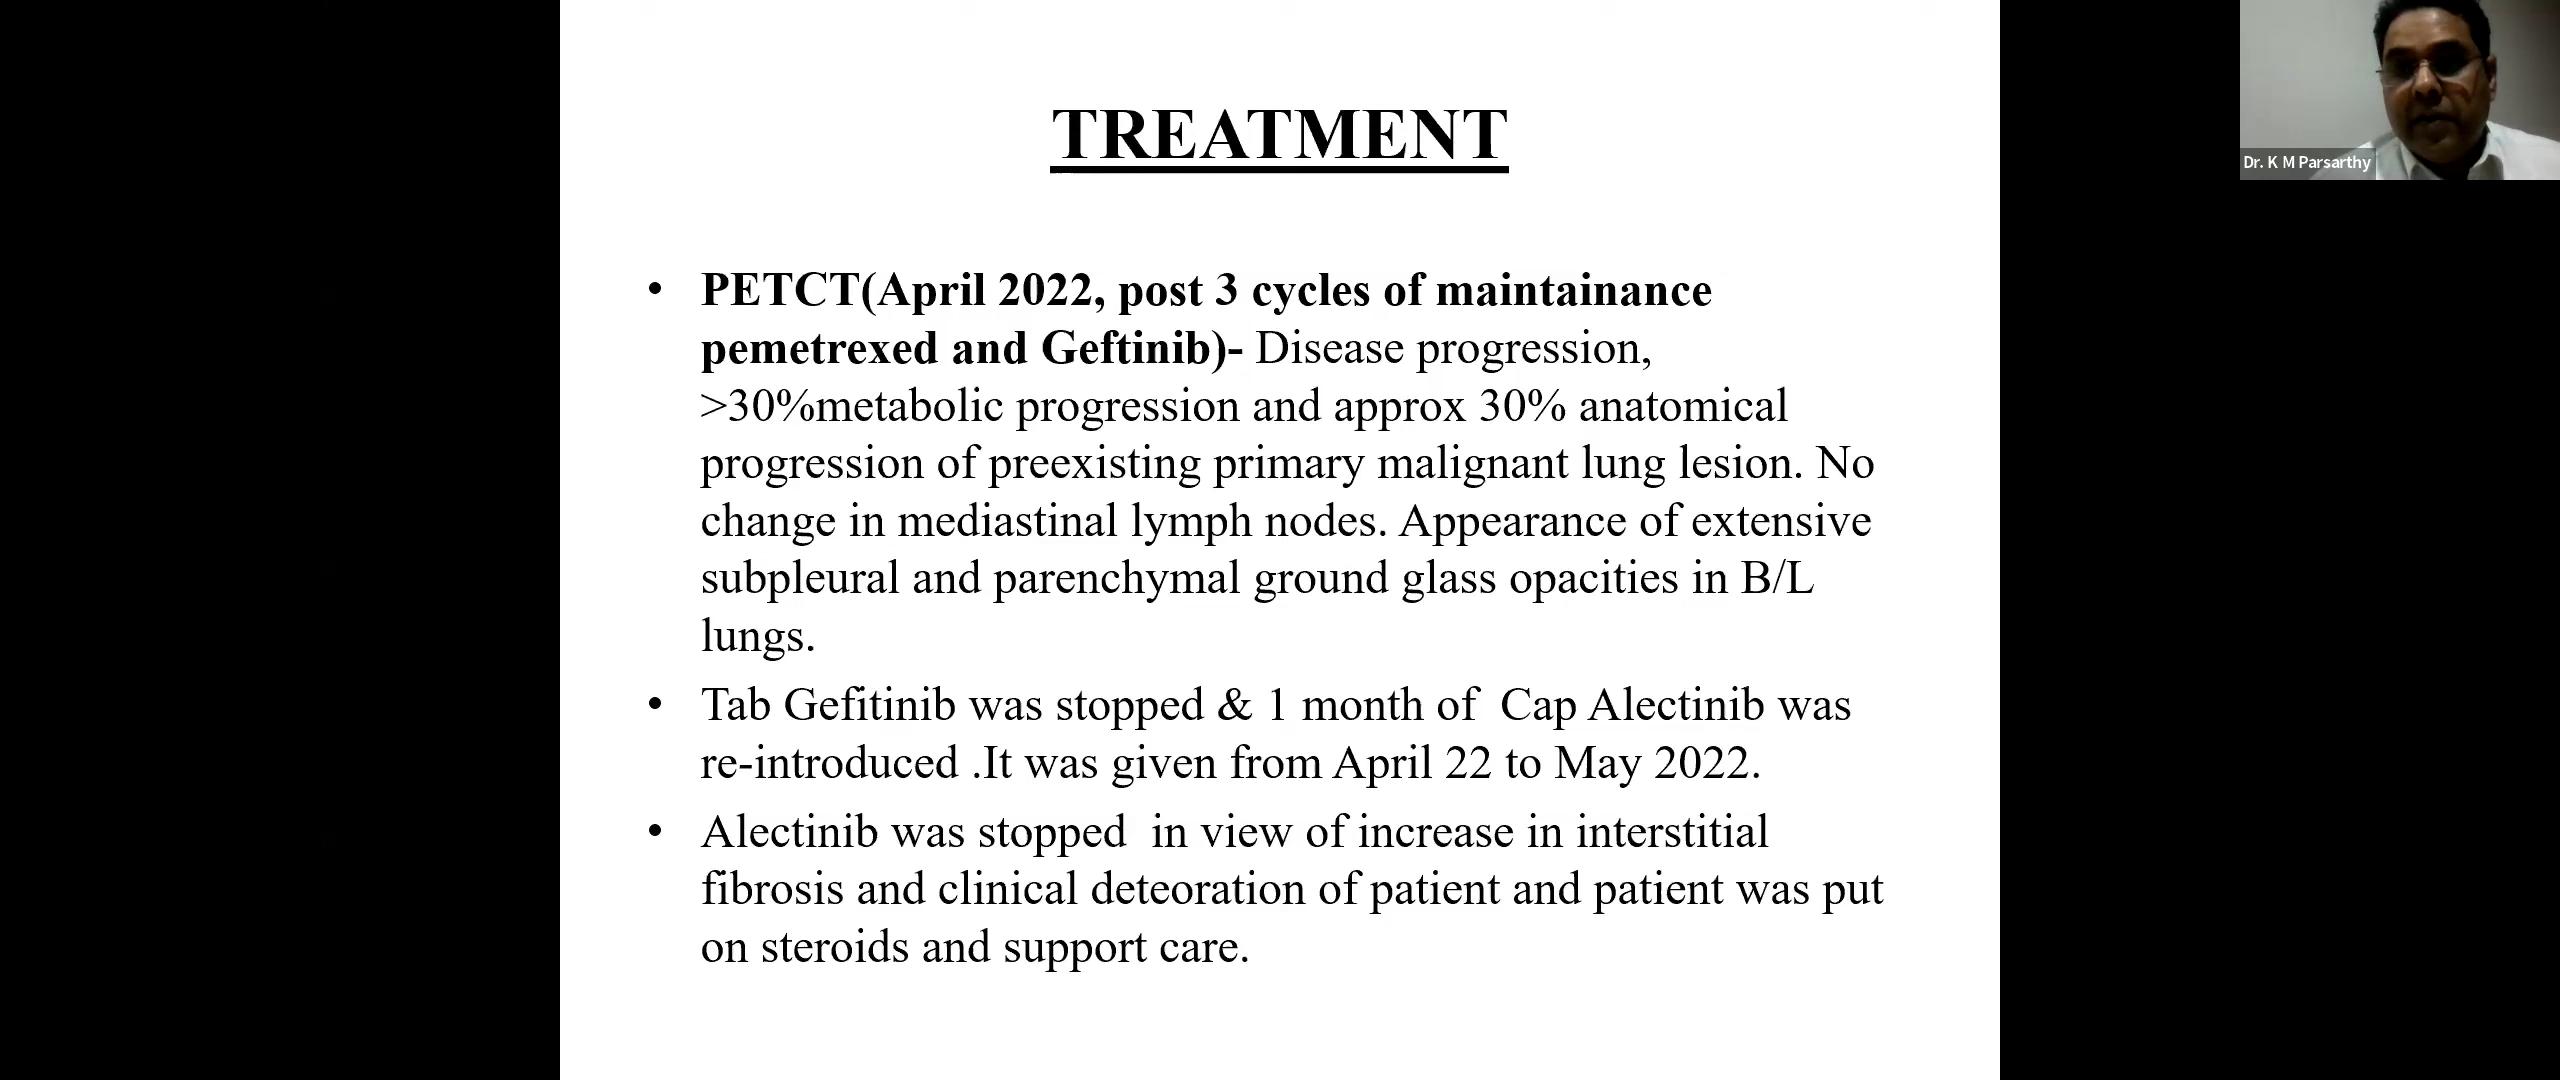 TREATMENT
Dr. K M Parsarthy
• PETCT(April 2022, post 3 cycles of maintainance
pemetrexed and Geftinib)- Disease progression,
>30%metabolic progression and approx 30% anatomical
progression of preexisting primary malignant lung lesion. No
change in mediastinal lymph nodes. Appearance of extensive
subpleural and parenchymal ground glass opacities in B/L
lungs.
• Tab Gefitinib was stopped & 1 month of  Cap Alectinib was
re-introduced .It was given from April 22 to May 2022.
• Alectinib was stopped  in view of increase in interstitial
fibrosis and clinical deteoration of patient and patient was put
on steroids and support care.